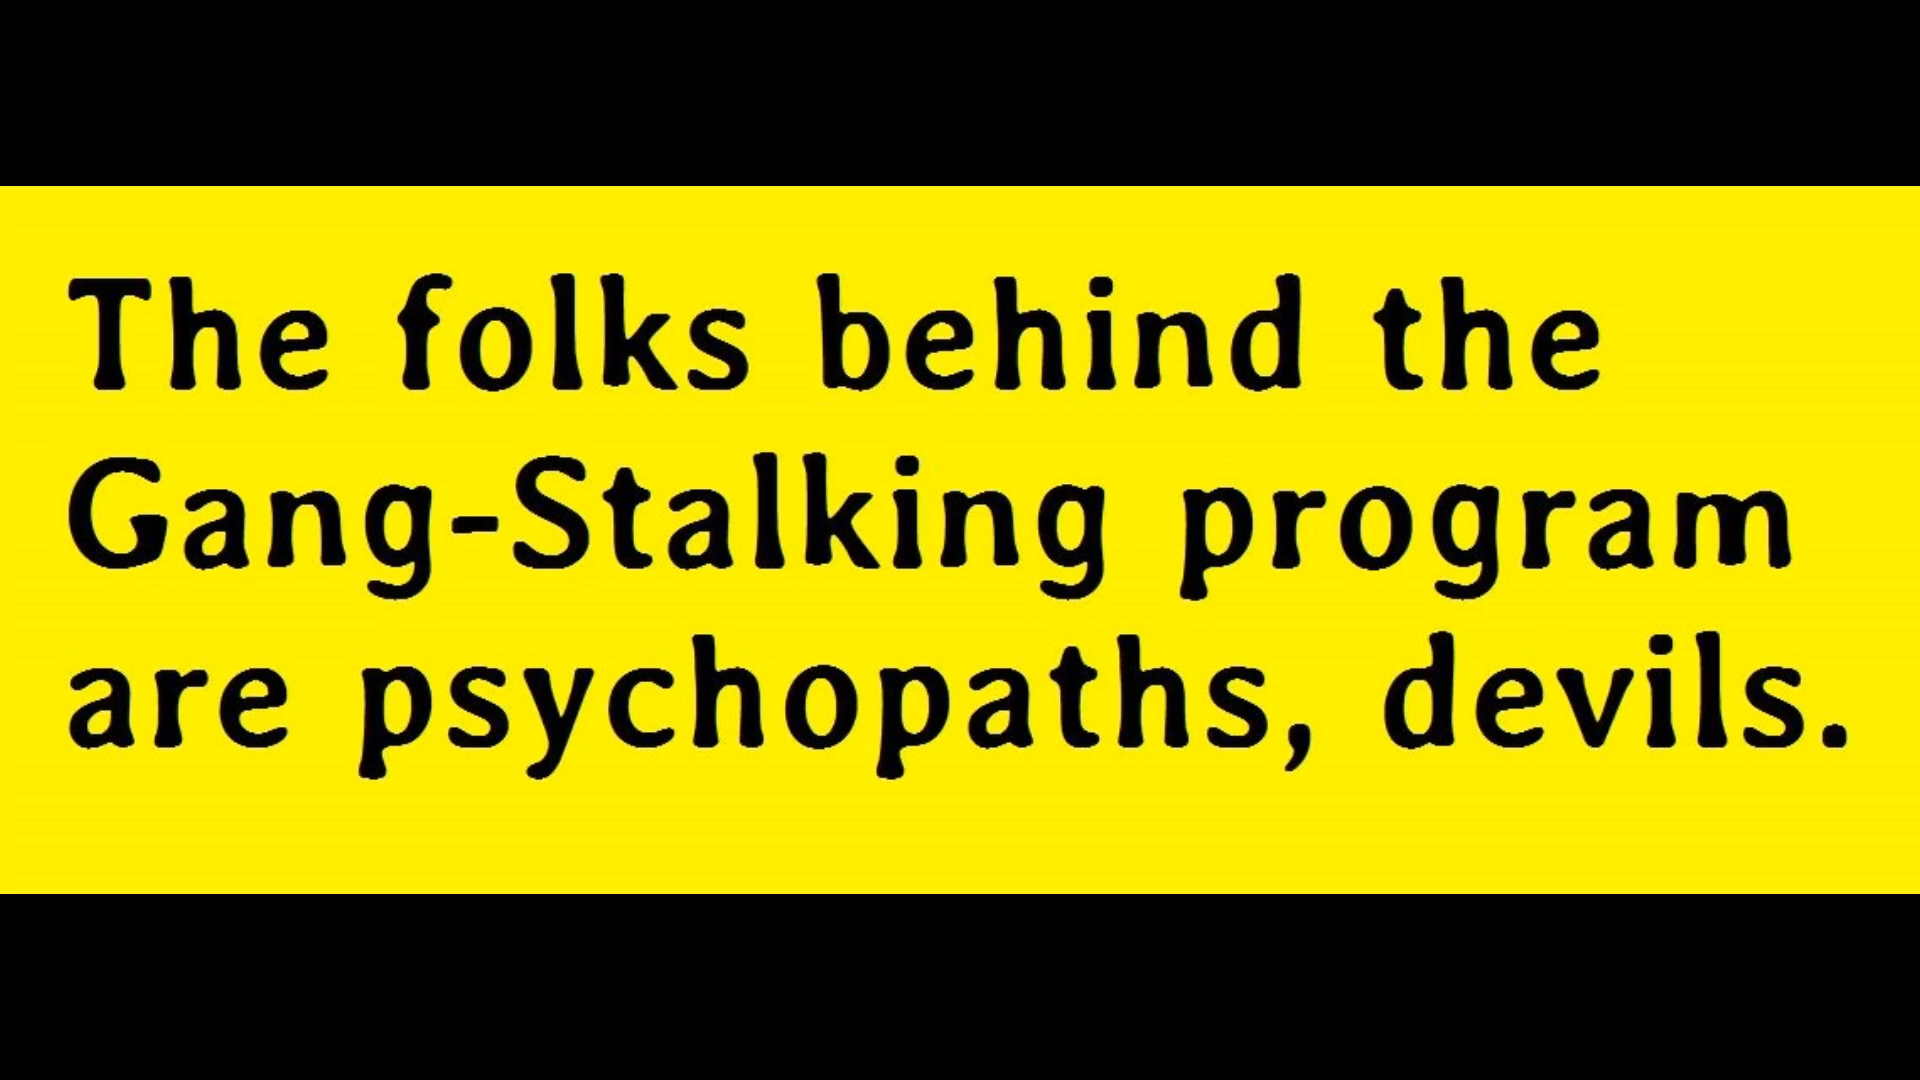 The folks behind the
Gang-Stalking program
are psychopaths, devils.